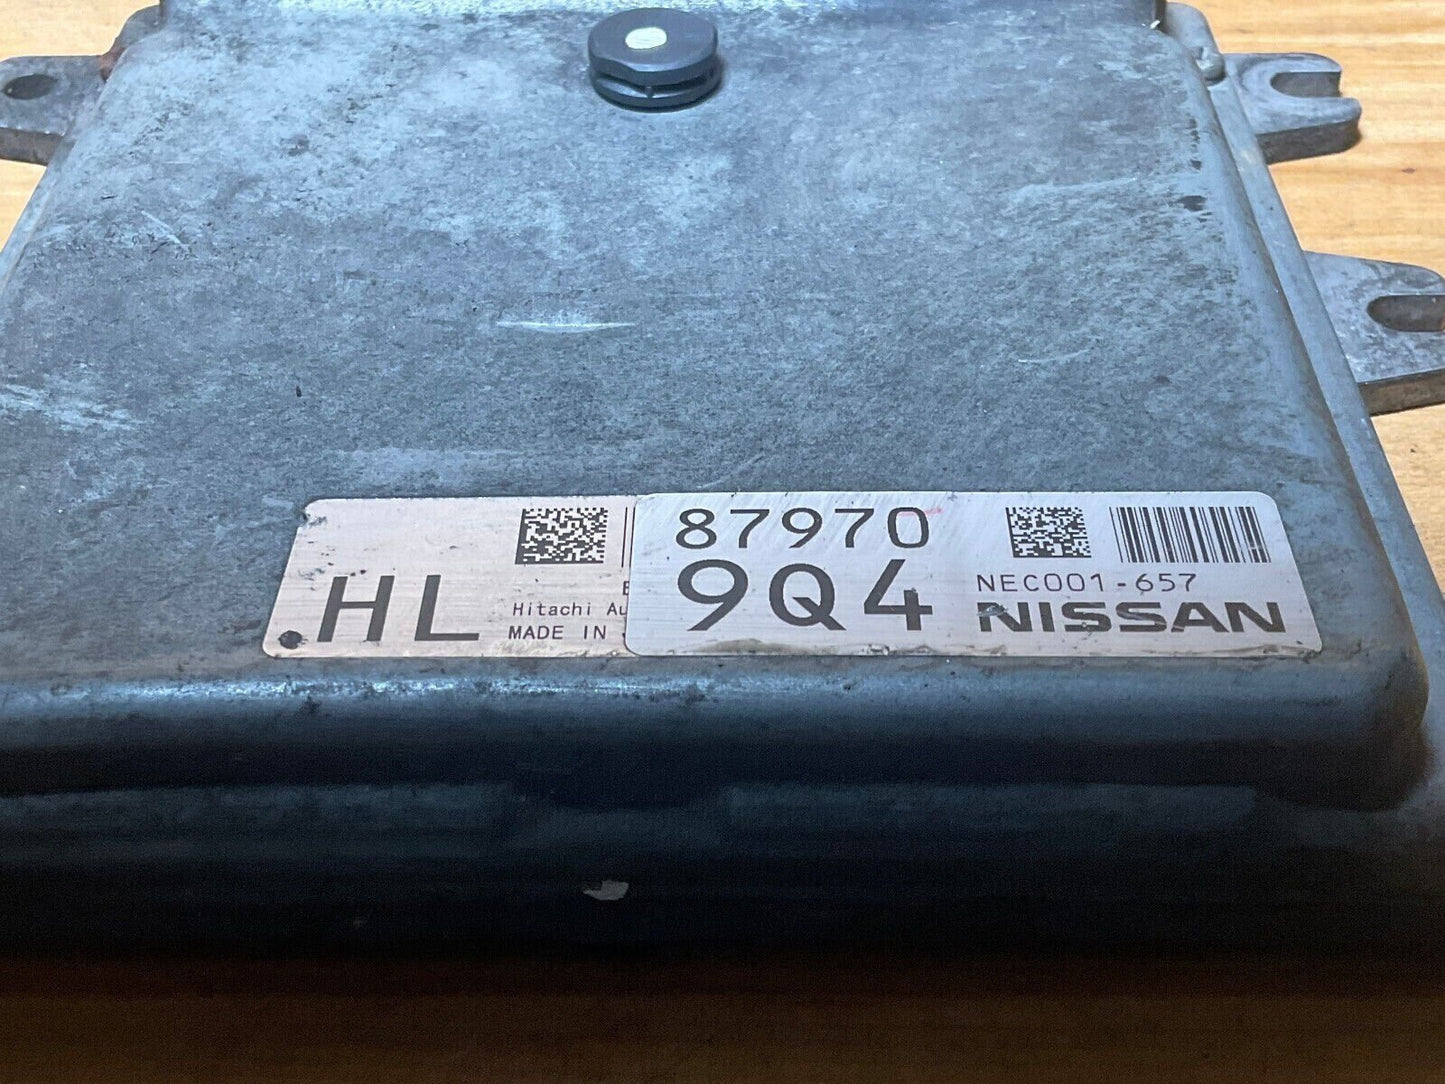 HL
Hitachi Au
MADE IN
87970
9Q4
NEC001-657
NISSAN